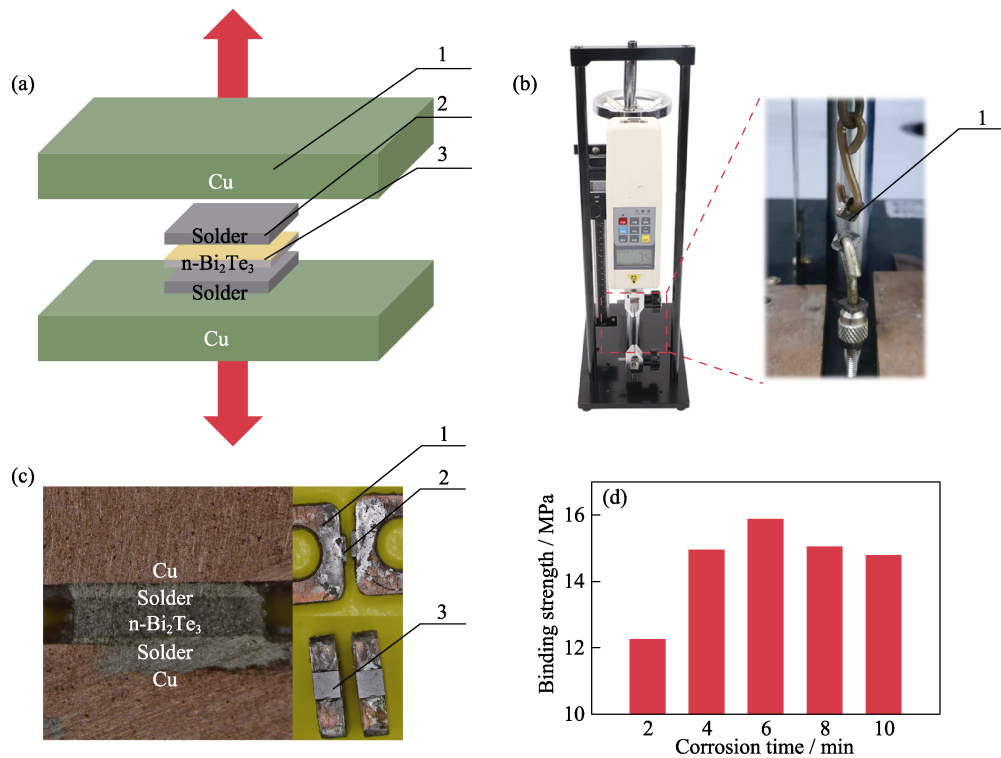 (a)
1
2
3
Cu
Solder
n-Bi₂Te₃
Solder
Cu
(b)
1
(c)
1
2
3
Cu
Solder
n-Bi₂Te₃
Solder
Cu
(d)
Binding strength / MPa
16
14
12
10
2 4 6 8 10
Corrosion time / min